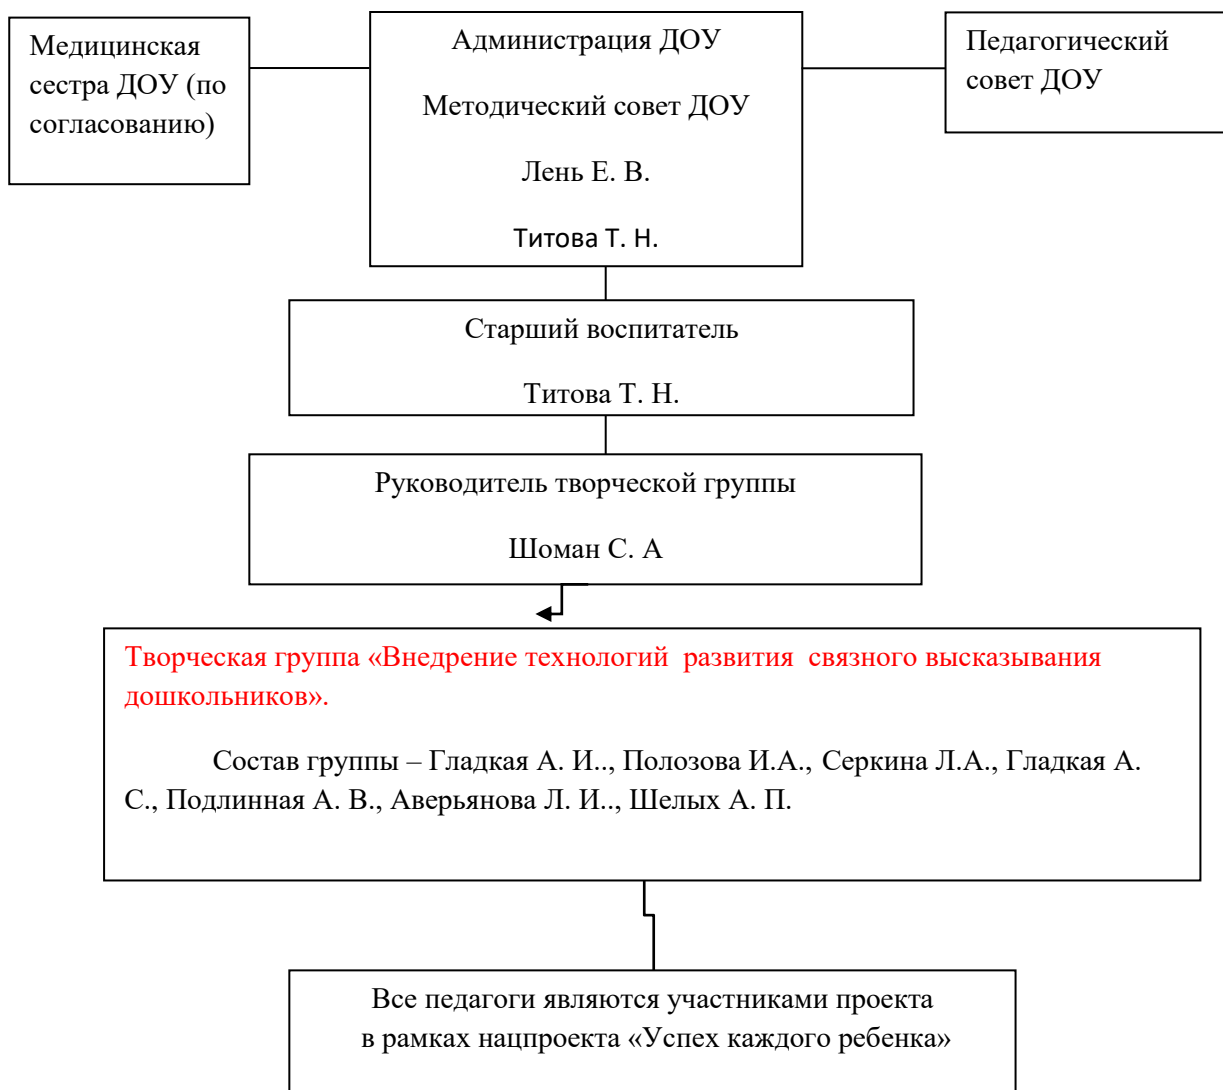 Медицинская
сестра ДОУ (по
согласованию)
Администрация ДОУ
Методический совет ДОУ
Лень Е. В.
Титова Т. Н.
Педагогический
совет ДОУ
Старший воспитатель
Титова Т. Н.
Руководитель творческой группы
Шоман С. А
Творческая группа «Внедрение технологий  развития  связного высказывания
дошкольников».
Состав группы – Гладкая А. И.., Полозова И.А., Серкина Л.А., Гладкая А.
С., Подлинная А. В., Аверьянова Л. И.., Шелых А. П.
Все педагоги являются участниками проекта
в рамках нацпроекта «Успех каждого ребенка»